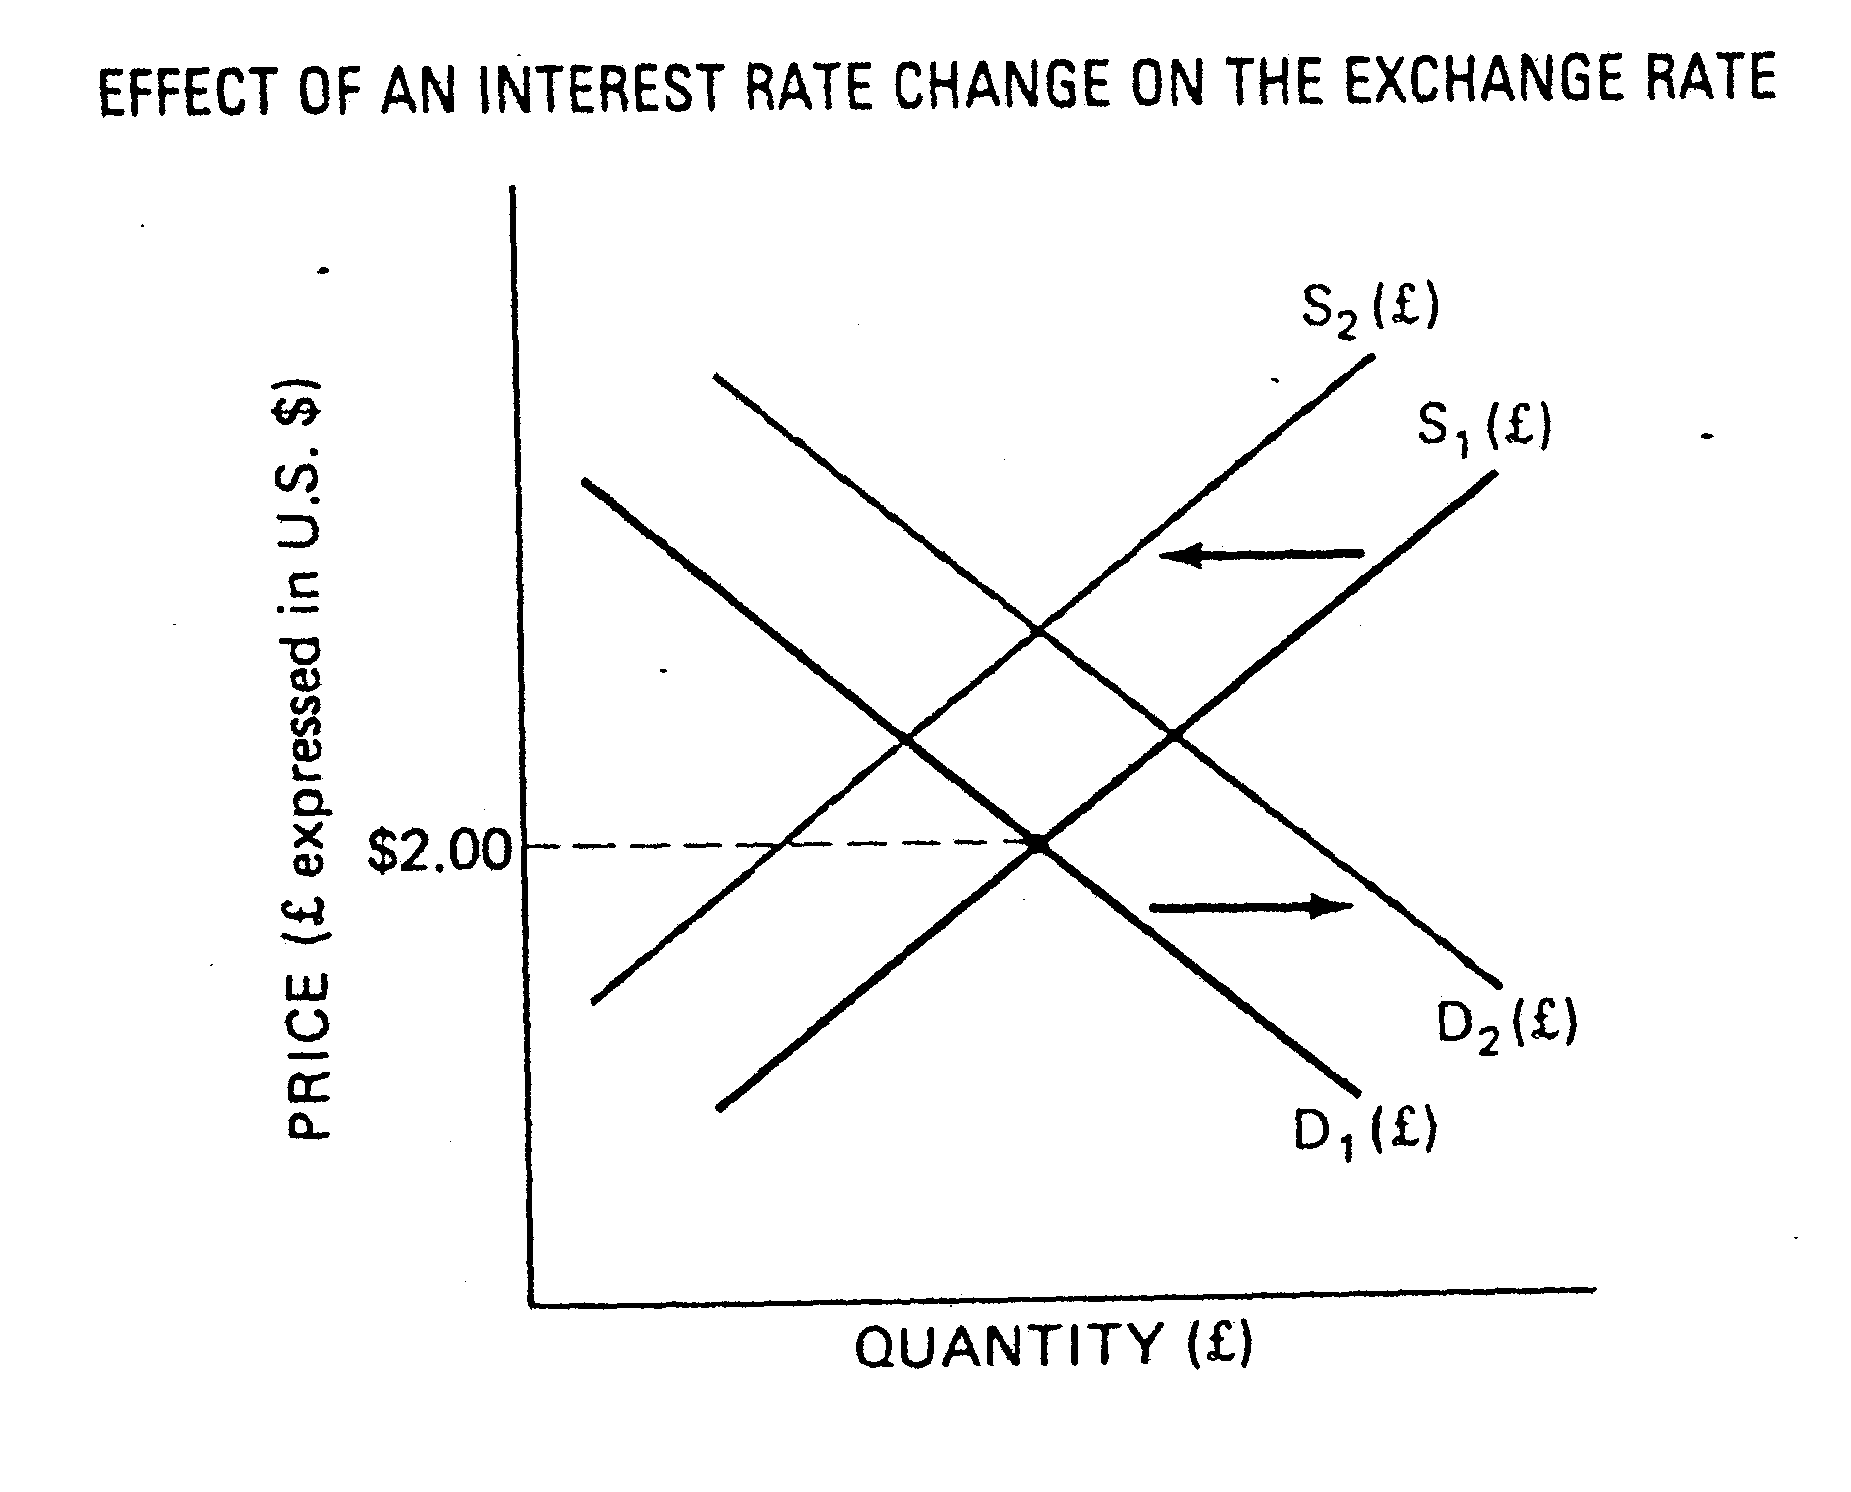 EFFECT OF AN INTEREST RATE CHANGE ON THE EXCHANGE RATE
S₂ (£)
S₁ (£)
PRICE (£ expressed in U.S. $)
$2.00
D₂ (£)
D₁ (£)
QUANTITY (£)